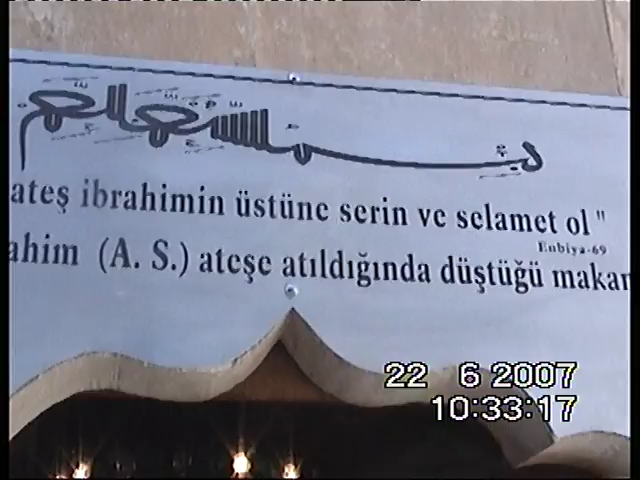 ateş ibrahimin üstüne serin ve selamet ol "
Enbiya-69
ahim (A. S.) ateşe atıldığında düştüğü makam
22 6 2007
10:33:17